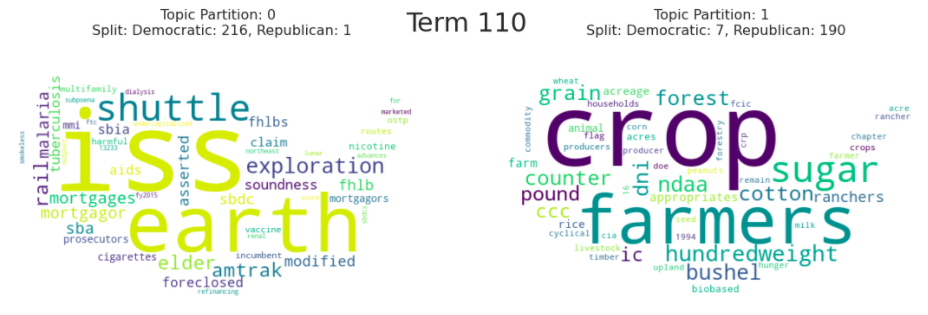 Topic Partition: 0
Split: Democratic: 216, Republican: 1
Term 110
Topic Partition: 1
Split: Democratic: 7, Republican: 190
multifamily
subpoena
dialysis
tuberculosis
shuttle
for
marketed
ostp
smokeless
malaria
rail
mmi
ftc
sbia
harmful
13233
iss
fhlbs
claim
routes
nicotine
northeast
lunar
advances
aids
asserted
exploration
soundness
fhlb
mortgages
fy2015
sbdc
mortgagors
mortgagor
earth
sba
vaccine
renal
prosecutors
cigarettes
elder
incumbent
modified
amtrak
foreclosed
refinancing
wheat
grain
acreage
households
forest
fcic
commodity
crop
acre
rancher
animal
flag
corn
acres
producers
producer
forestry
crp
chapter
crops
farm
doe
peanuts
farmer
counter
dni
16
remain
sugar
pound
ndaa
appropriates
cotton
ranchers
ccc
farmers
seed
rice
cyclical
cia
1994
milk
livestock
timber
ic
hundredweight
upland
bushel
hunger
biobased